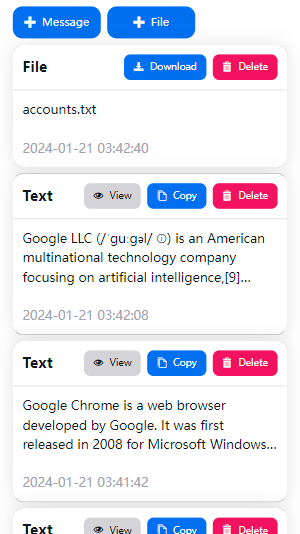 Message File
File Download Delete
accounts.txt
2024-01-21 03:42:40
Text View Copy Delete
Google LLC (/ˈɡuːɡəl/ ⓘ) is an American
multinational technology company
focusing on artificial intelligence,[9]...
2024-01-21 03:42:08
Text View Copy Delete
Google Chrome is a web browser
developed by Google. It was first
released in 2008 for Microsoft Windows...
2024-01-21 03:41:42
Text View Copy Delete